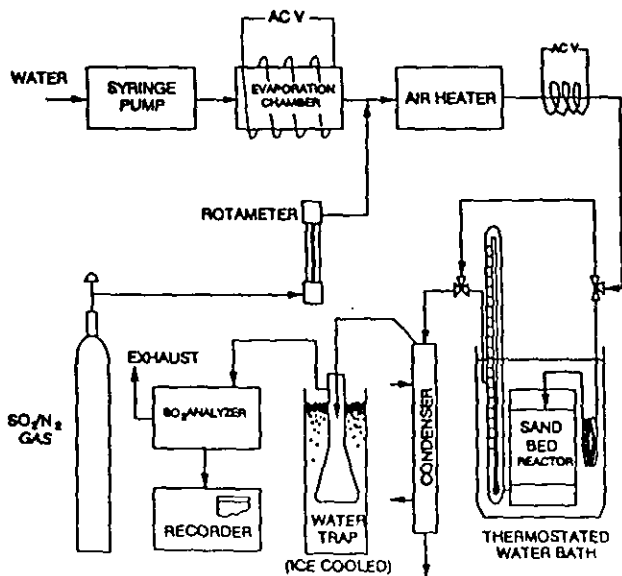 AC V
WATER
SYRINGE
PUMP
EVAPORATION
CHAMBER
AIR HEATER
AC V
ROTAMETER
EXHAUST
SO₂/N₂
GAS
SO₂ ANALYZER
RECORDER
WATER
TRAP
(ICE COOLED)
CONDENSER
SAND
BED
REACTOR
THERMOSTATED
WATER BATH